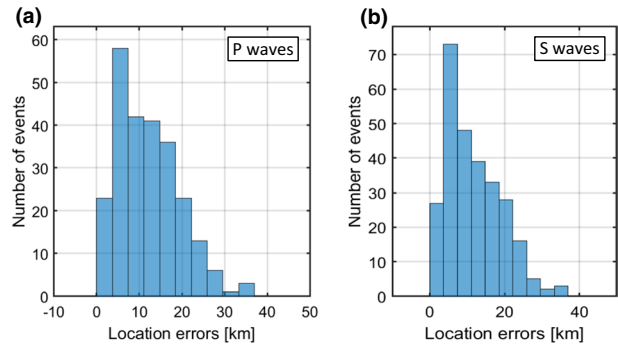 (a)
P waves
Number of events
60
50
40
30
20
10
0
-10 0 10 20 30 40 50
Location errors [km]
(b)
S waves
Number of events
70
60
50
40
30
20
10
0
0 20 40
Location errors [km]